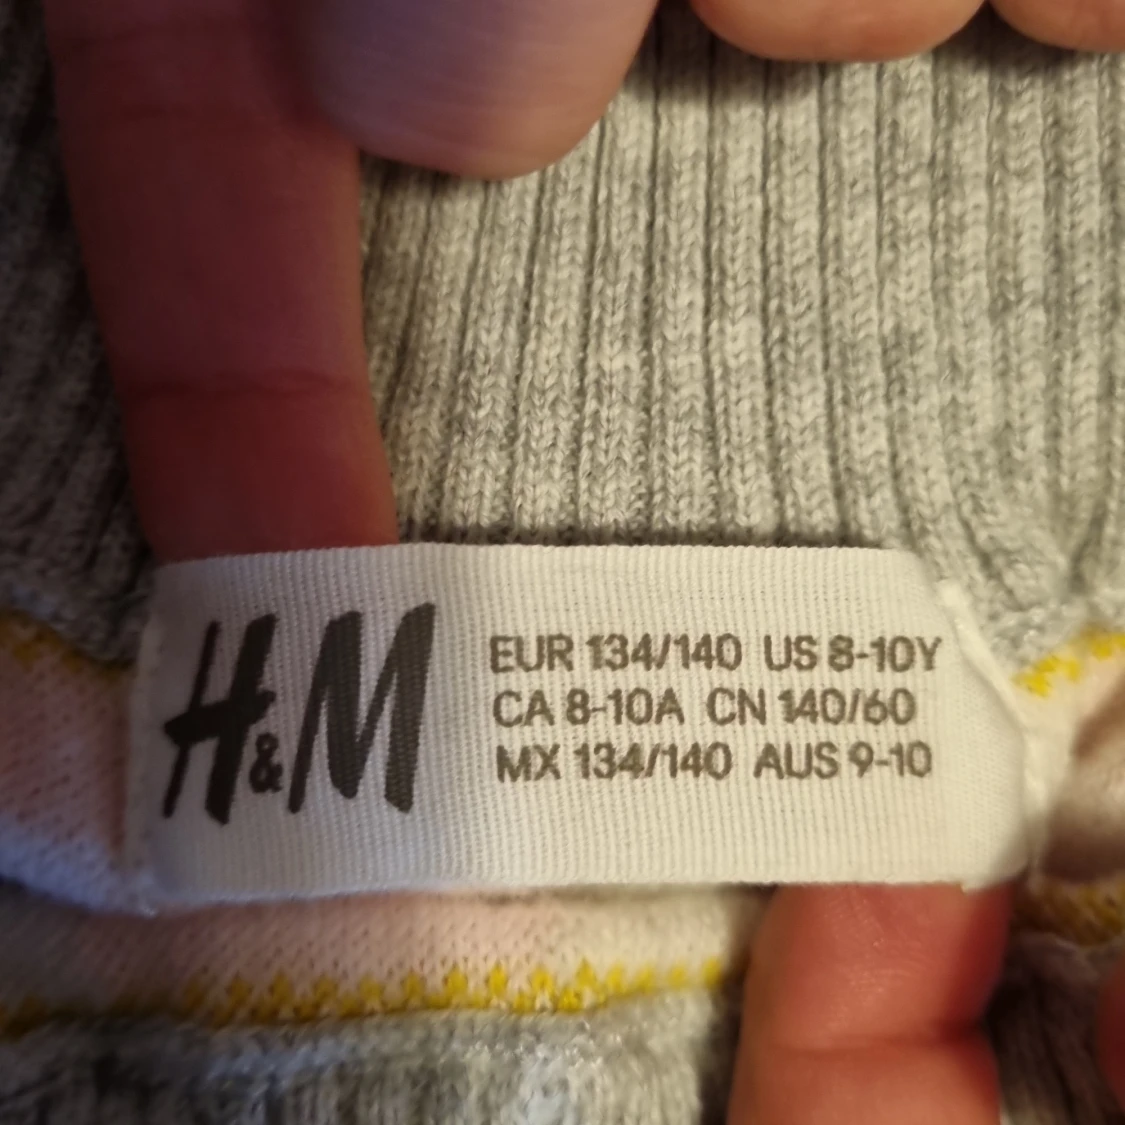 H&M
EUR 134/140 US 8-10Y
CA 8-10A CN 140/60
MX 134/140 AUS 9-10